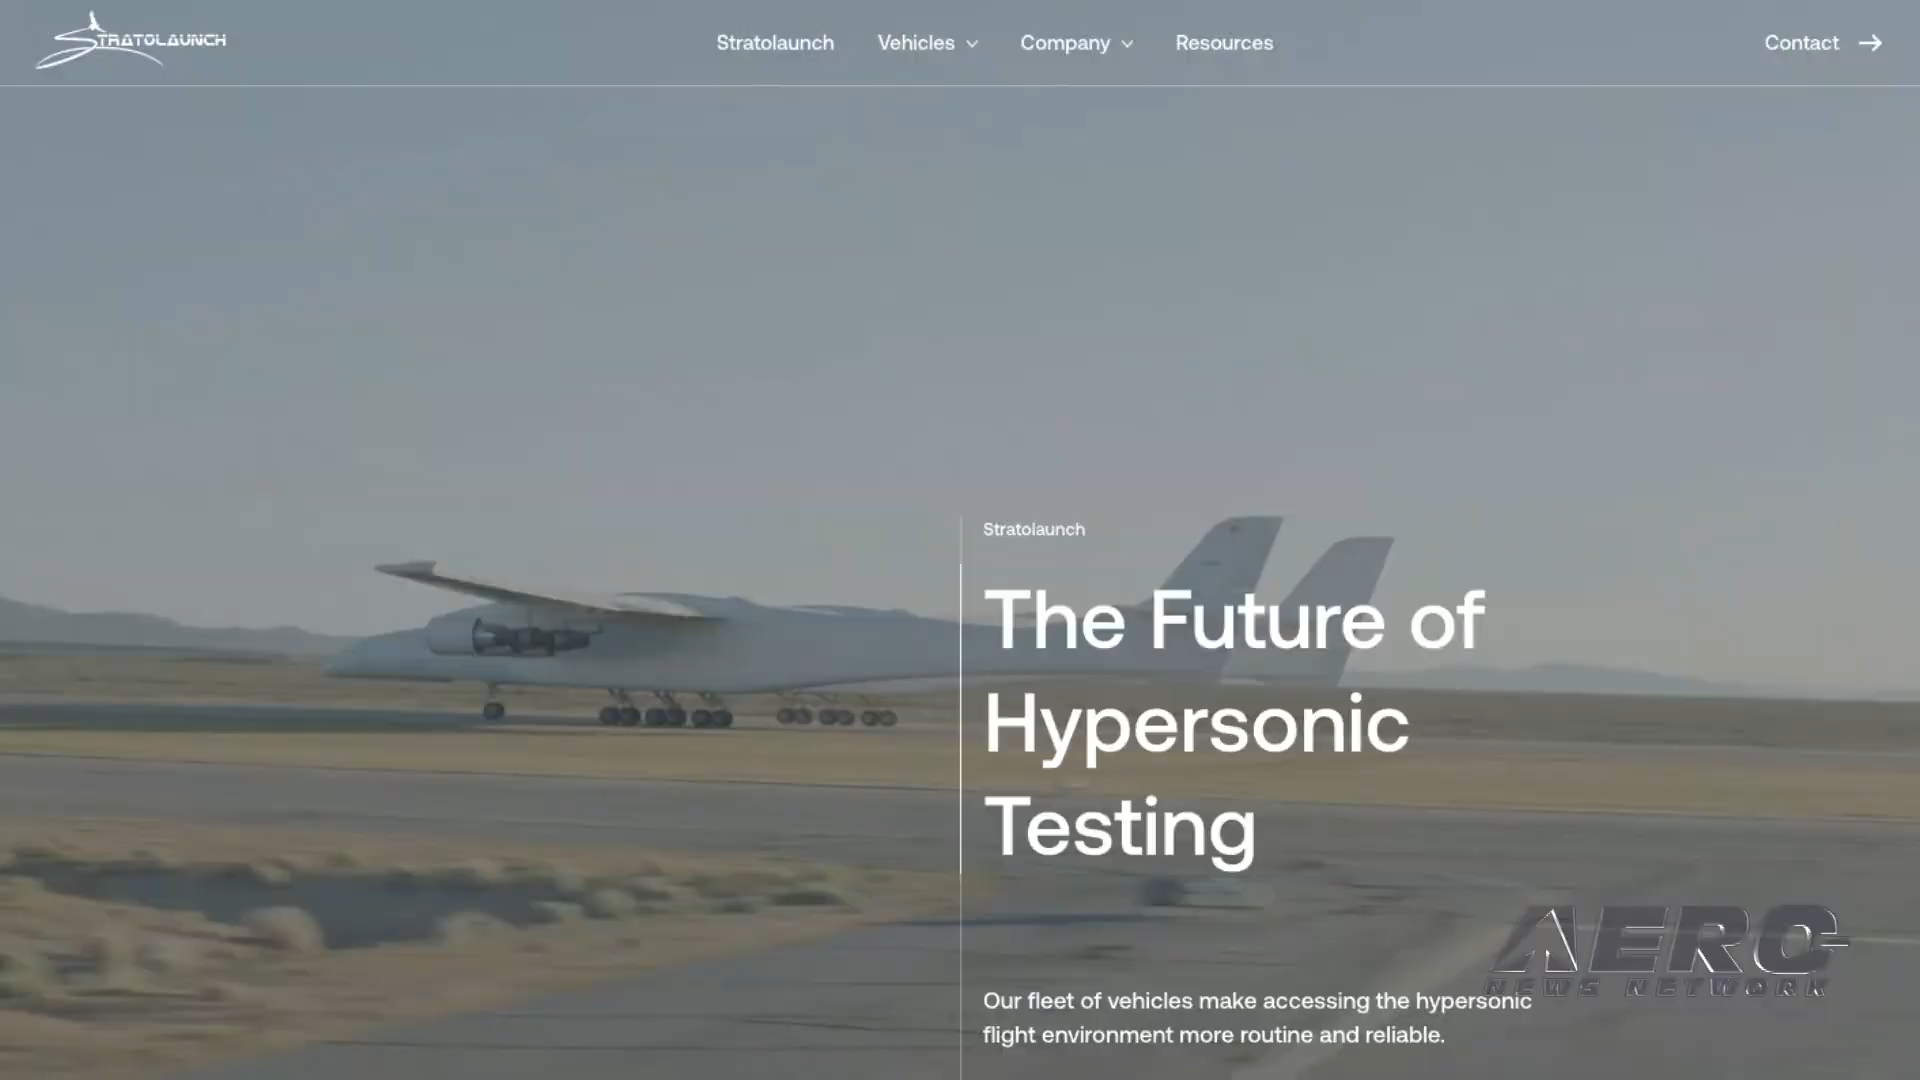 STRATOLAUNCH
Stratolaunch
Vehicles
Company
Resources
Contact
Stratolaunch
The Future of
Hypersonic
Testing
Our fleet of vehicles make accessing the hypersonic
flight environment more routine and reliable.
AERO
NEWS NETWORK